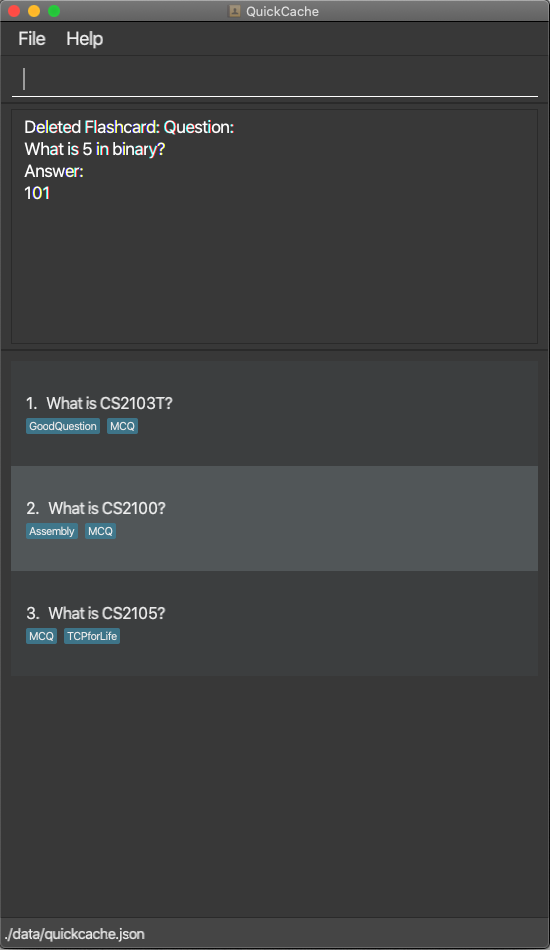 QuickCache
File Help
Deleted Flashcard: Question:
What is 5 in binary?
Answer:
101
1. What is CS2103T?
GoodQuestion MCQ
2. What is CS2100?
Assembly MCQ
3. What is CS2105?
MCQ TCPforLife
./data/quickcache.json